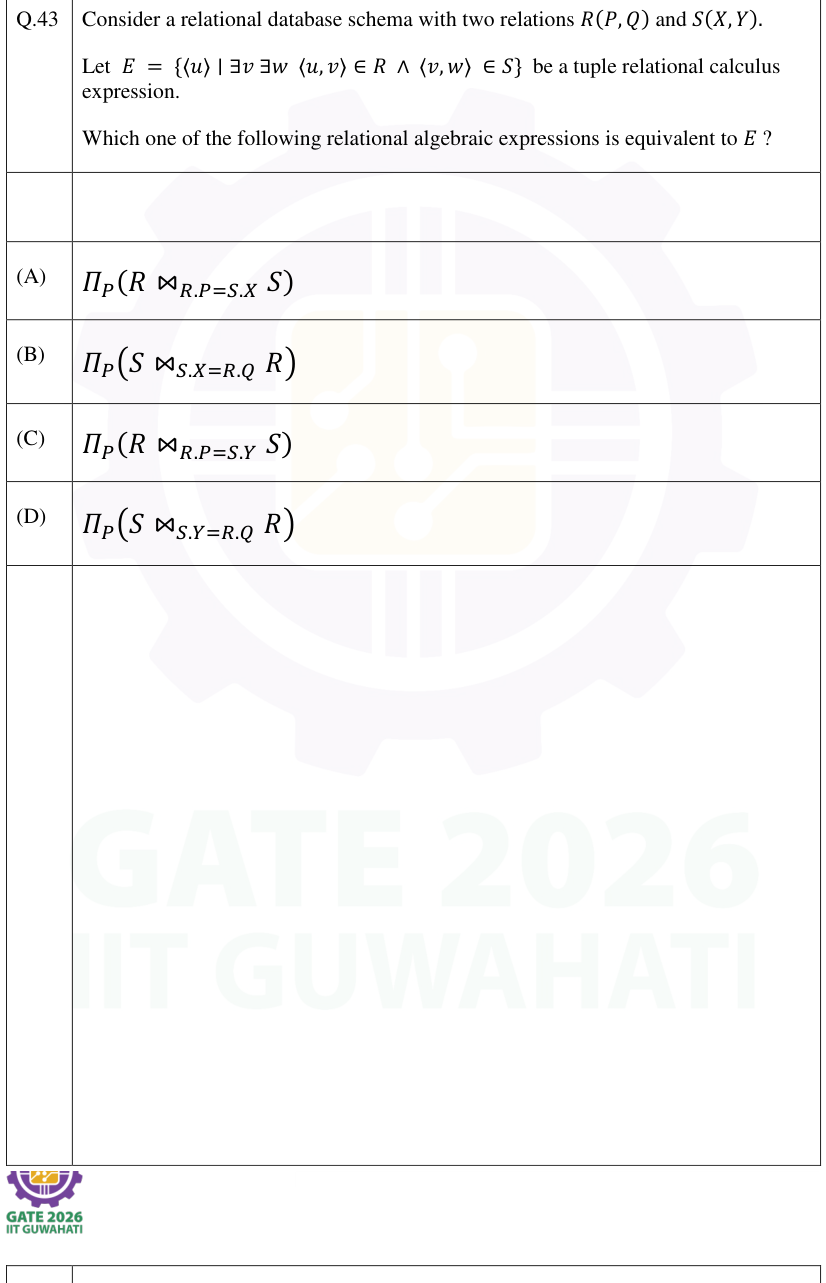 Q.43 Consider a relational database schema with two relations R(P, Q) and S(X, Y).
Let E = {⟨u⟩ | ∃v ∃w ⟨u, v⟩ ∈ R ∧ ⟨v, w⟩ ∈ S} be a tuple relational calculus
expression.
Which one of the following relational algebraic expressions is equivalent to E ?
(A) Π_P(R ⋈_{R.P=S.X} S)
(B) Π_P(S ⋈_{S.X=R.Q} R)
(C) Π_P(R ⋈_{R.P=S.Y} S)
(D) Π_P(S ⋈_{S.Y=R.Q} R)
GATE 2026
IIT GUWAHATI
GATE 2026
IIT GUWAHATI